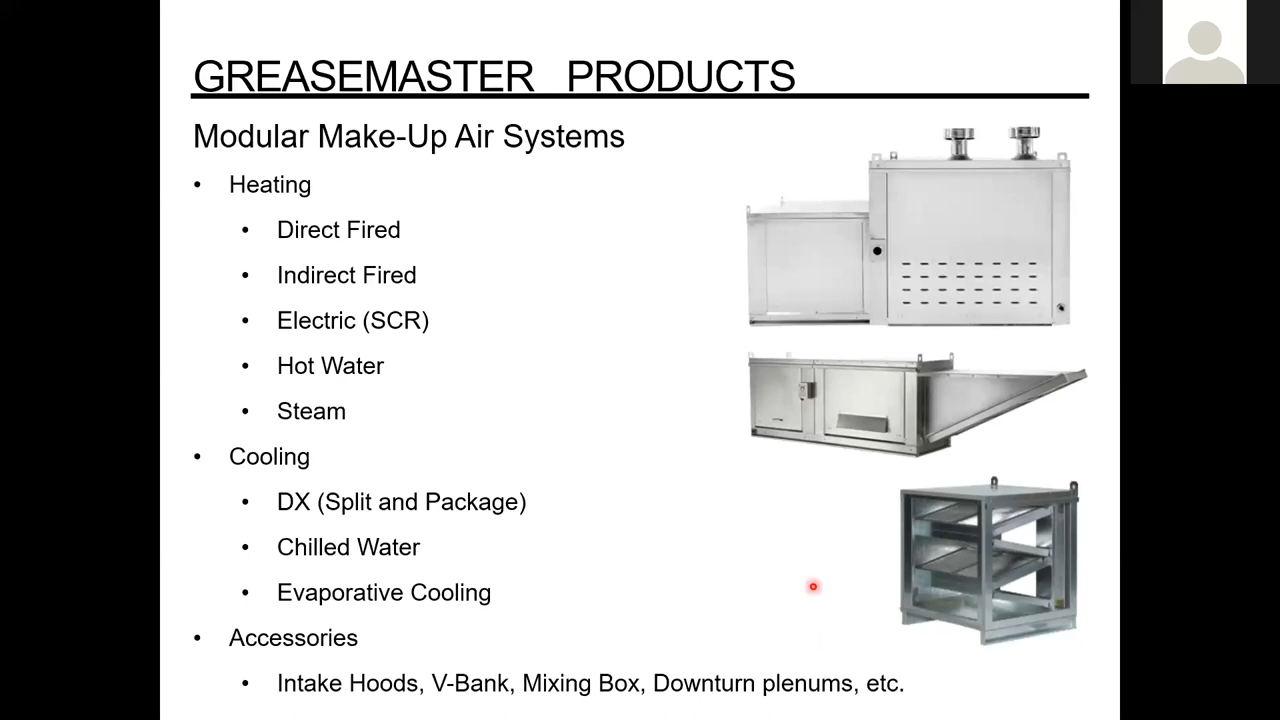 GREASEMASTER PRODUCTS
Modular Make-Up Air Systems
• Heating
• Direct Fired
• Indirect Fired
• Electric (SCR)
• Hot Water
• Steam
• Cooling
• DX (Split and Package)
• Chilled Water
• Evaporative Cooling
• Accessories
• Intake Hoods, V-Bank, Mixing Box, Downturn plenums, etc.